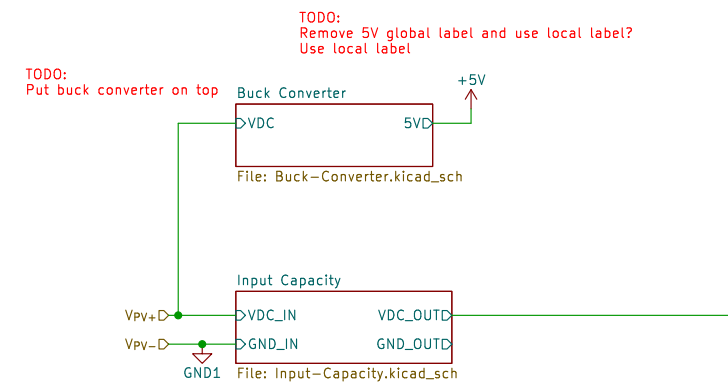 TODO:
Remove 5V global label and use local label?
Use local label
TODO:
Put buck converter on top
+5V
Buck Converter
VDC
5V
File: Buck-Converter.kicad_sch
Input Capacity
VPV+
VDC_IN
VDC_OUT
VPV-
GND_IN
GND_OUT
GND1
File: Input-Capacity.kicad_sch